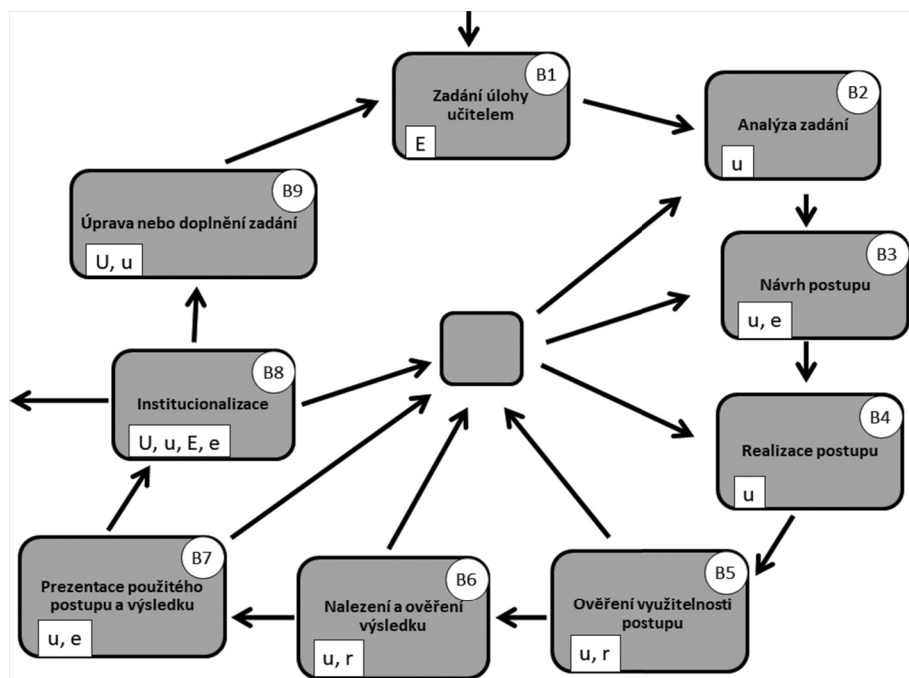 B1
Zadání úlohy
učitelem
E
B2
Analýza zadání
u
B3
Návrh postupu
u, e
B4
Realizace postupu
u
B5
Ověření využitelnosti
postupu
u, r
B6
Nalezení a ověření
výsledku
u, r
B7
Prezentace použitého
postupu a výsledku
u, e
B8
Institucionalizace
U, u, E, e
B9
Úprava nebo doplnění zadání
U, u